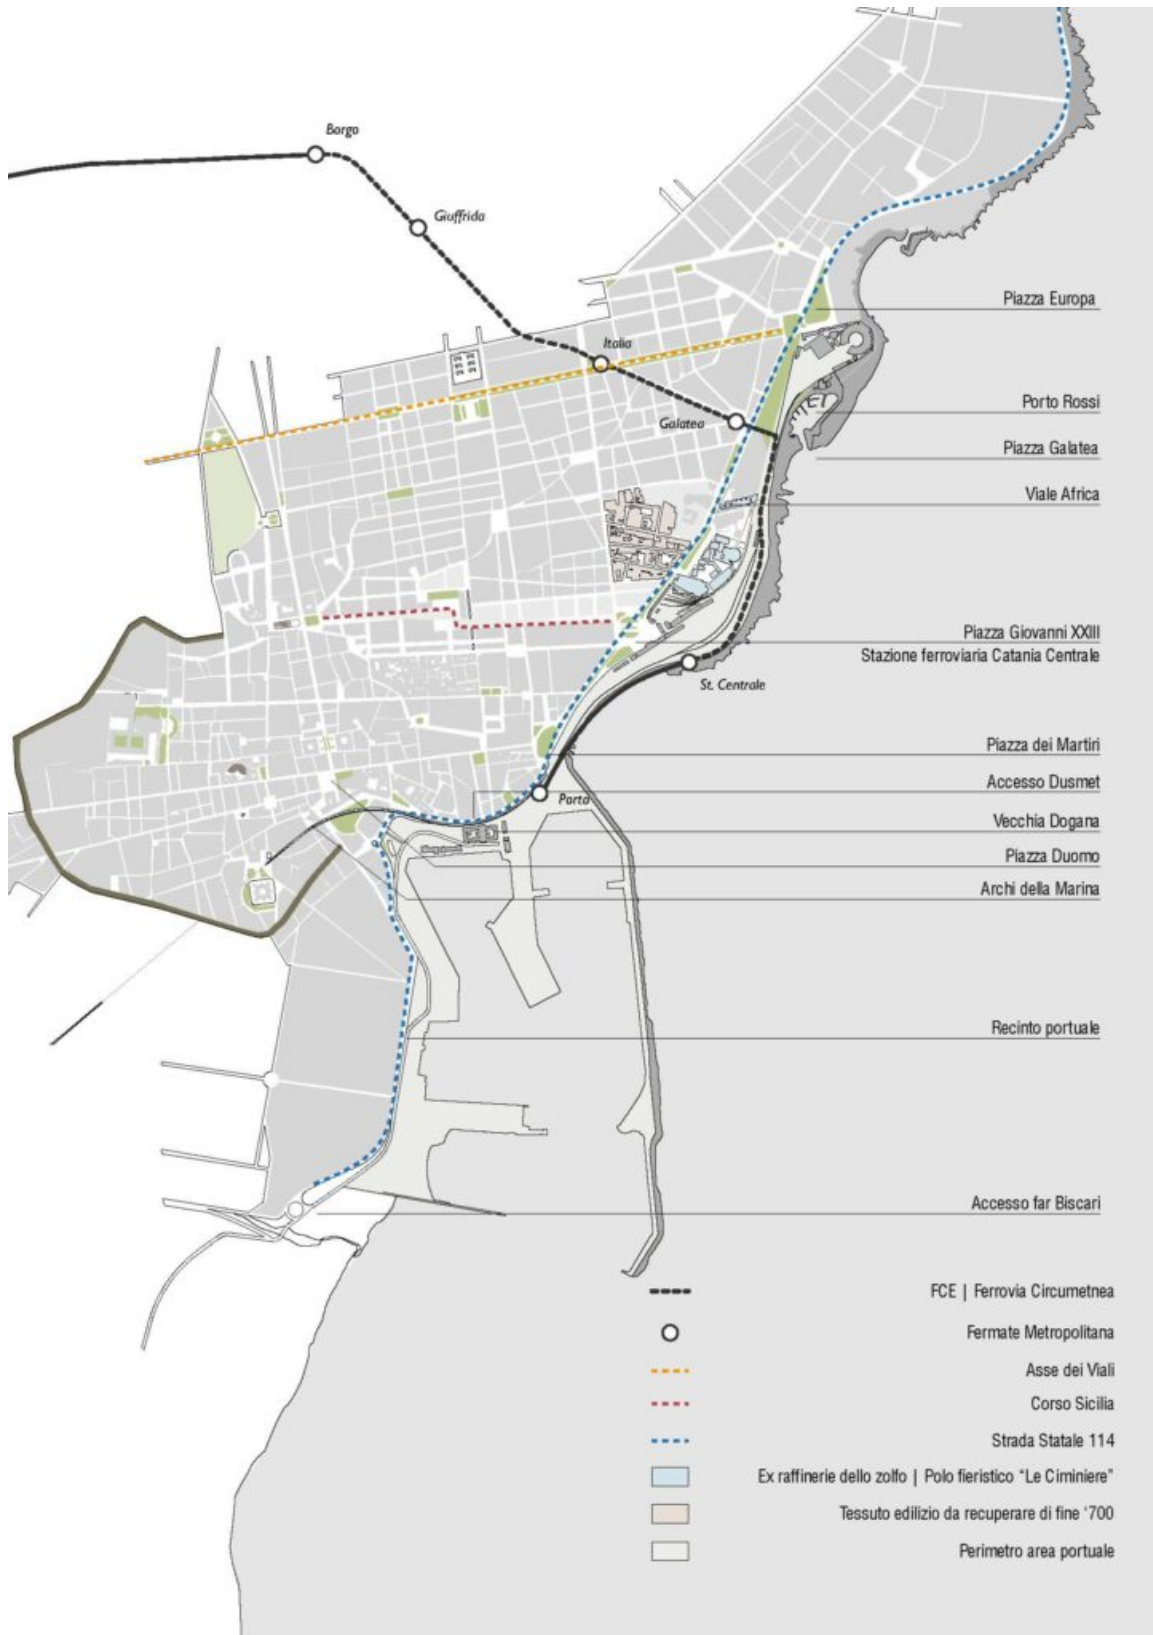 Borgo
Giuffrida
Piazza Europa
Italia
Porto Rossi
Galatea
Piazza Galatea
Viale Africa
Piazza Giovanni XXIII
Stazione ferroviaria Catania Centrale
St. Centrale
Piazza dei Martiri
Accesso Dusmet
Porto
Vecchia Dogana
Piazza Duomo
Archi della Marina
Recinto portuale
Accesso far Biscari
FCE | Ferrovia Circumetnea
Fermate Metropolitana
Asse dei Viali
Corso Sicilia
Strada Statale 114
Ex raffinerie dello zolfo | Polo fieristico "Le Ciminiere"
Tessuto edilizio da recuperare di fine '700
Perimetro area portuale